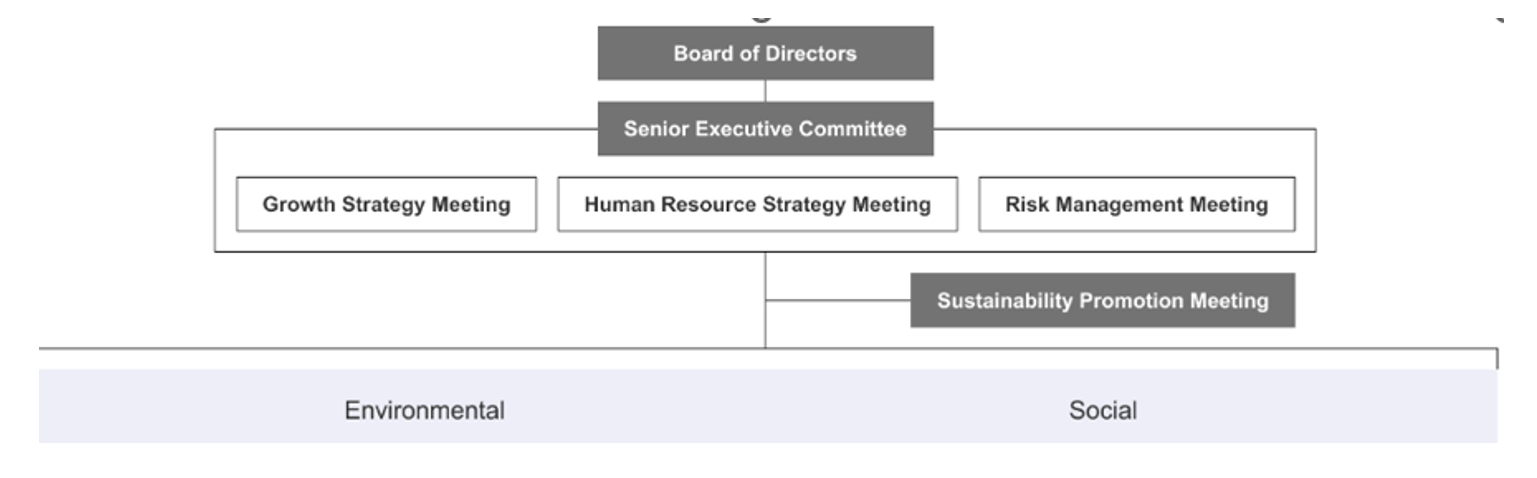 Board of Directors
Senior Executive Committee
Growth Strategy Meeting
Human Resource Strategy Meeting
Risk Management Meeting
Sustainability Promotion Meeting
Environmental
Social